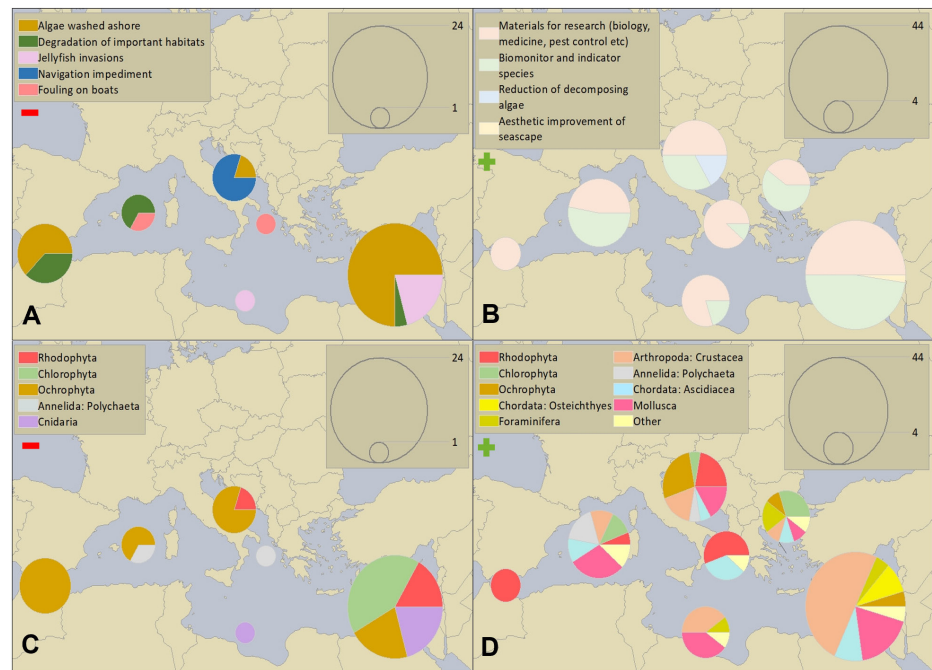 Algae washed ashore
Degradation of important habitats
Jellyfish invasions
Navigation impediment
Fouling on boats
24
1
A
Materials for research (biology,
medicine, pest control etc)
Biomonitor and indicator
species
Reduction of decomposing
algae
Aesthetic improvement of
seascape
44
4
B
Rhodophyta
Chlorophyta
Ochrophyta
Annelida: Polychaeta
Cnidaria
24
1
C
Rhodophyta
Chlorophyta
Ochrophyta
Chordata: Osteichthyes
Foraminifera
Arthropoda: Crustacea
Annelida: Polychaeta
Chordata: Ascidiacea
Mollusca
Other
44
4
D